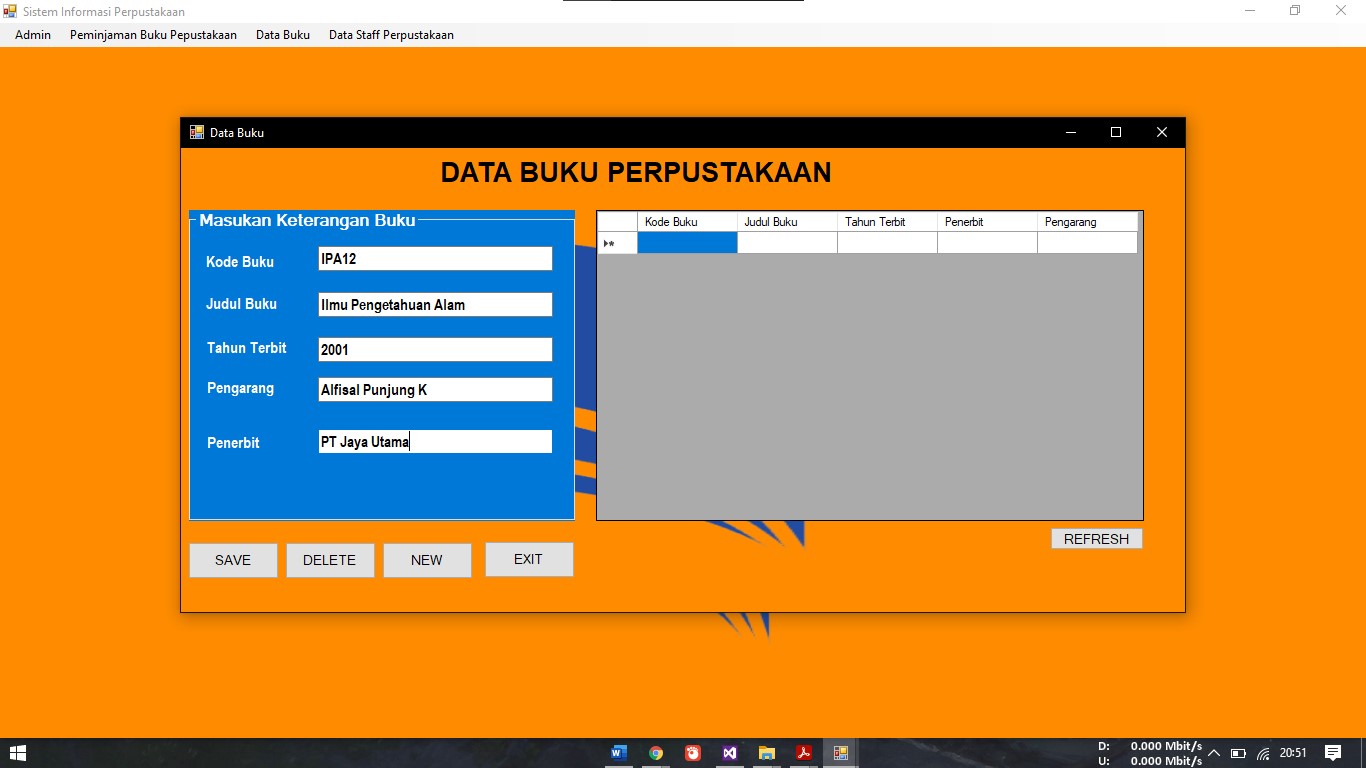 Sistem Informasi Perpustakaan
Admin Peminjaman Buku Pepustakaan Data Buku Data Staff Perpustakaan
Data Buku
DATA BUKU PERPUSTAKAAN
Masukan Keterangan Buku
Kode Buku IPA12
Judul Buku Ilmu Pengetahuan Alam
Tahun Terbit 2001
Pengarang Alfisal Punjung K
Penerbit PT Jaya Utama
Kode Buku Judul Buku Tahun Terbit Penerbit Pengarang
REFRESH
SAVE DELETE NEW EXIT
D: 0.000 Mbit/s
U: 0.000 Mbit/s
20:51